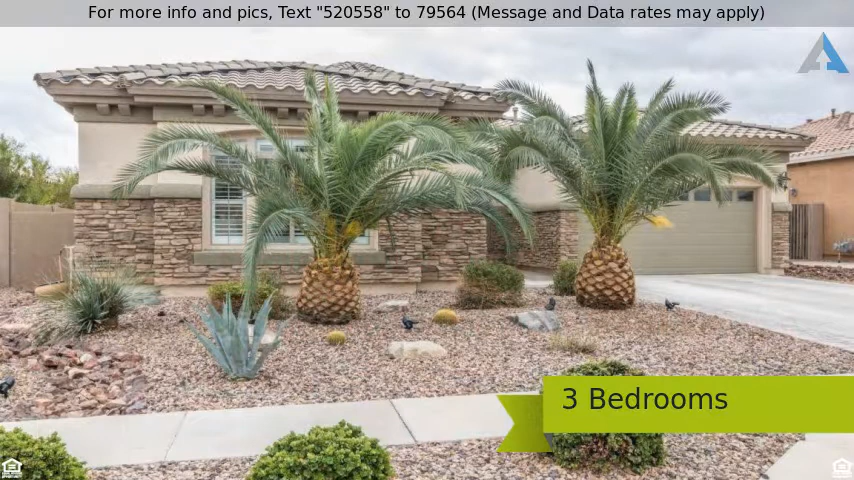 For more info and pics, Text "520558" to 79564 (Message and Data rates may apply)
3 Bedrooms